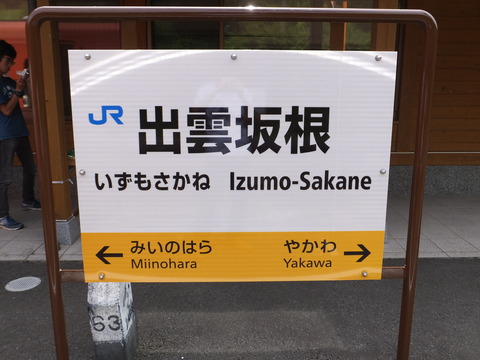 JR 出雲坂根
いずもさかね Izumo-Sakane
← みいのはら やかわ →
Miinohara Yakawa
63